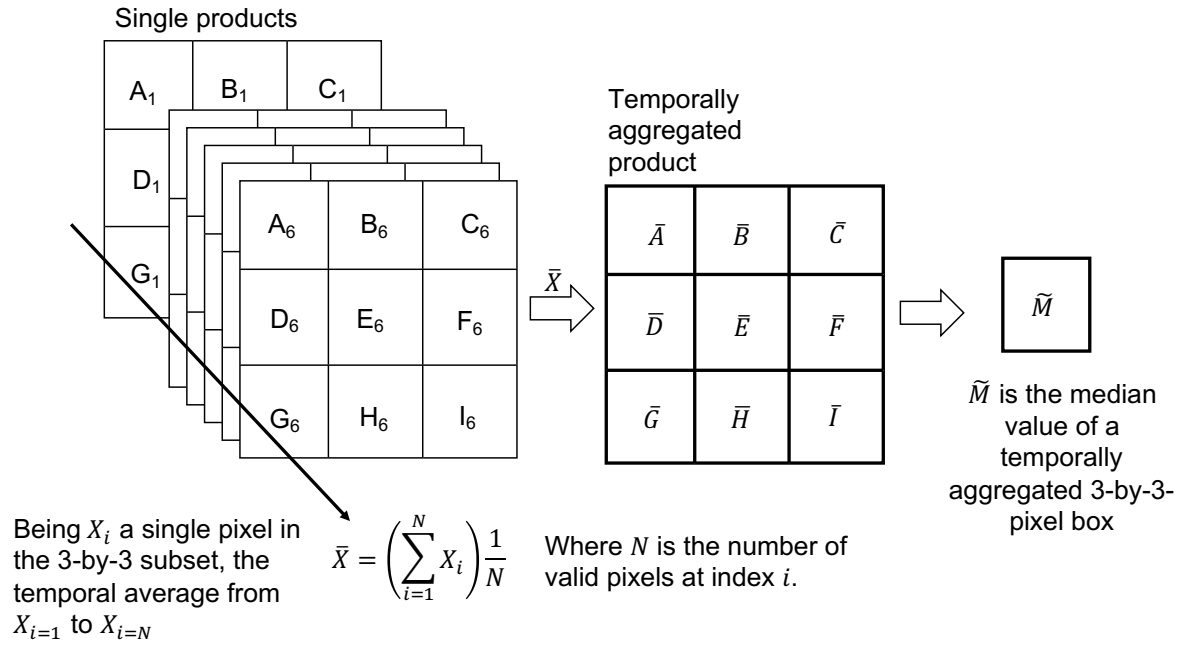 Single products
A₁ B₁ C₁
D₁
G₁
A₆ B₆ C₆
D₆ E₆ F₆
G₆ H₆ I₆
X̄
Temporally
aggregated
product
Ā B̄ C̄
D̄ Ē F̄
Ḡ H̄ Ī
M̃
M̃ is the median
value of a
temporally
aggregated 3-by-3-
pixel box
Being Xᵢ a single pixel in
the 3-by-3 subset, the
temporal average from
Xᵢ₌₁ to Xᵢ₌N
X̄ = (∑ᵢ₌₁ᴺ Xᵢ) 1/N
Where N is the number of
valid pixels at index i.